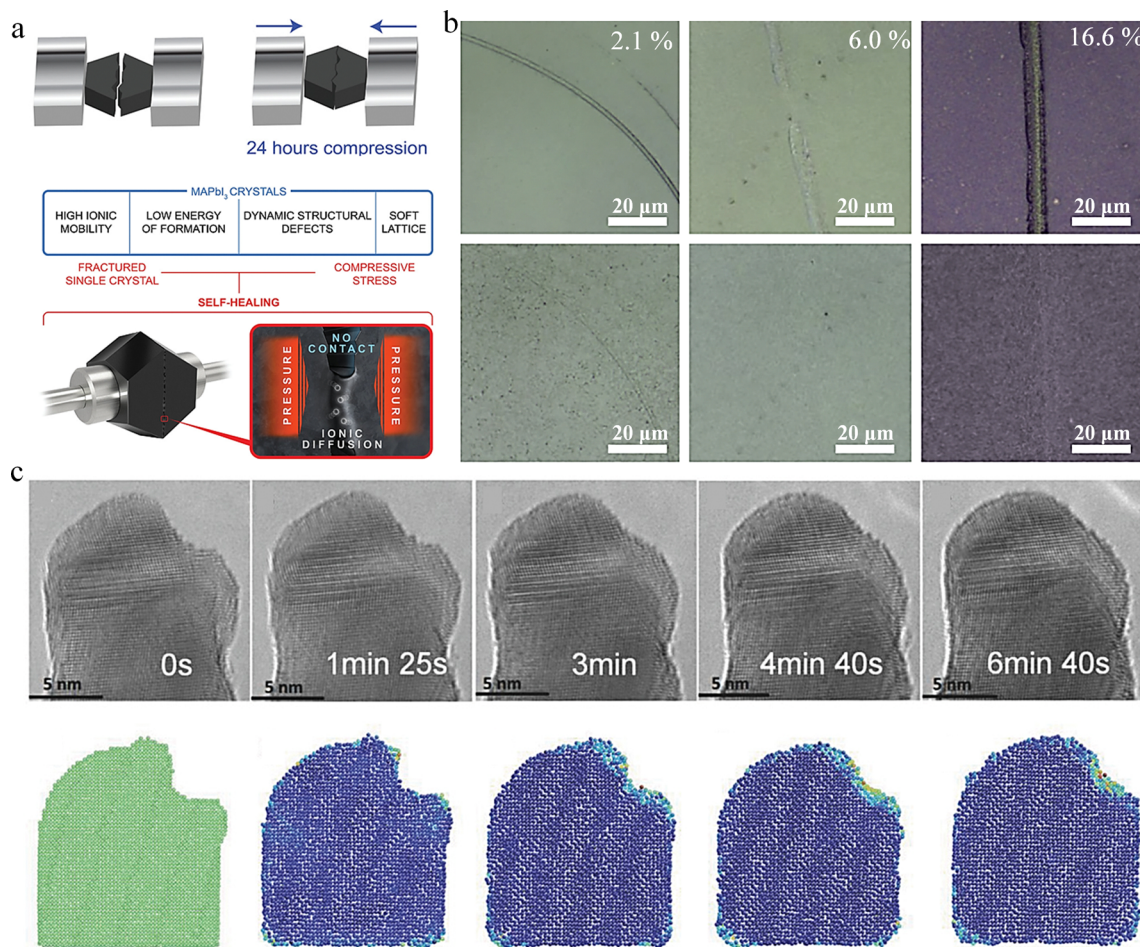 a
24 hours compression
MAPbI₃ CRYSTALS
HIGH IONIC
MOBILITY
LOW ENERGY
OF FORMATION
DYNAMIC STRUCTURAL
DEFECTS
SOFT
LATTICE
FRACTURED
SINGLE CRYSTAL
COMPRESSIVE
STRESS
SELF-HEALING
NO
CONTACT
PRESSURE
PRESSURE
IONIC
DIFFUSION
b
2.1 %
6.0 %
16.6 %
20 µm
20 µm
20 µm
20 µm
20 µm
20 µm
c
0s
1min 25s
3min
4min 40s
6min 40s
5 nm
5 nm
5 nm
5 nm
5 nm